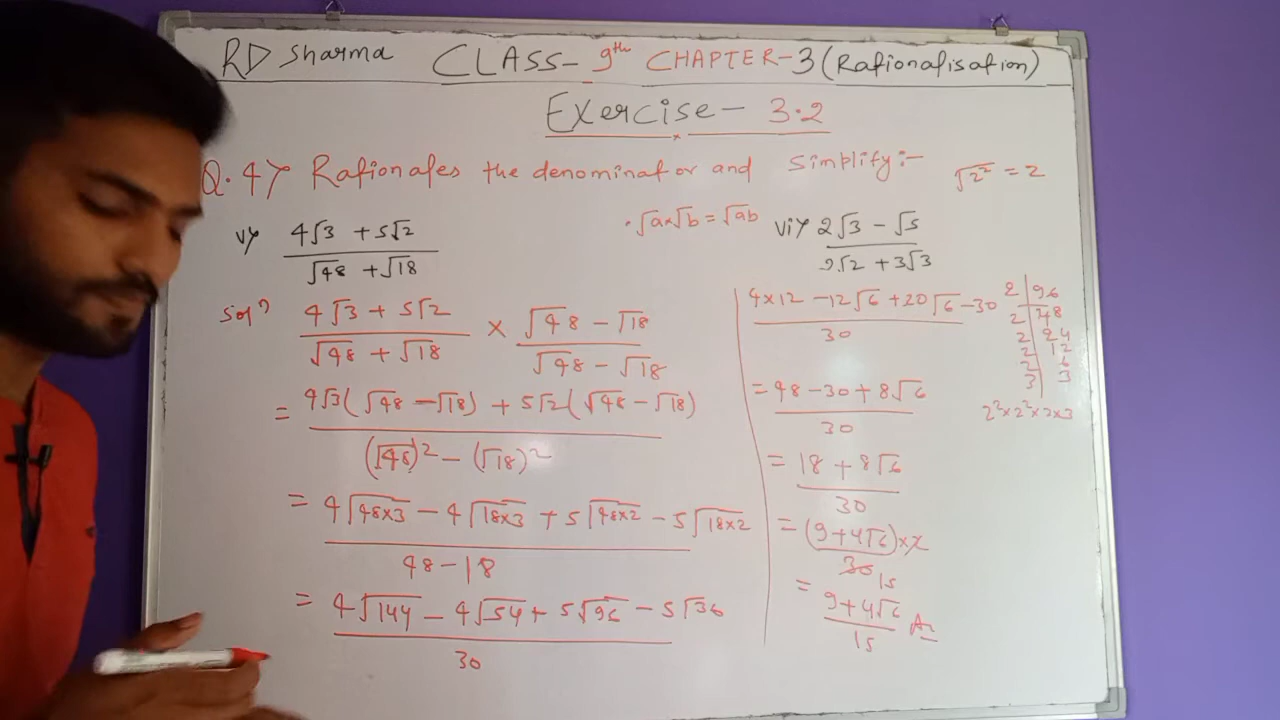 RD Sharma CLASS- 9th CHAPTER-3 (Rationalisation)
Exercise- 3.2
Q.4> Rationales the denominator and Simplify:-
√2² = 2
v> 4√3 + 5√2
√48 + √18
·√a×√b = √ab
vi> 2√3 - √5
2√2 + 3√3
Solⁿ 4√3 + 5√2 × √48 - √18
√48 + √18 √48 - √18
= 4√3(√48 - √18) + 5√2(√48 - √18)
(√48)² - (√18)²
= 4√48×3 - 4√18×3 + 5√48×2 - 5√18×2
48-18
= 4√144 - 4√54 + 5√96 - 5√36
30
4×12 - 12√6 + 20√6 - 30
30
= 48 - 30 + 8√6
30
= 18 + 8√6
30
= (9+4√6)×2
30 15
= 9+4√6
15 Ans
2 | 96
2 | 48
2 | 24
2 | 12
2 | 6
3 | 3
2²×2²×2×3